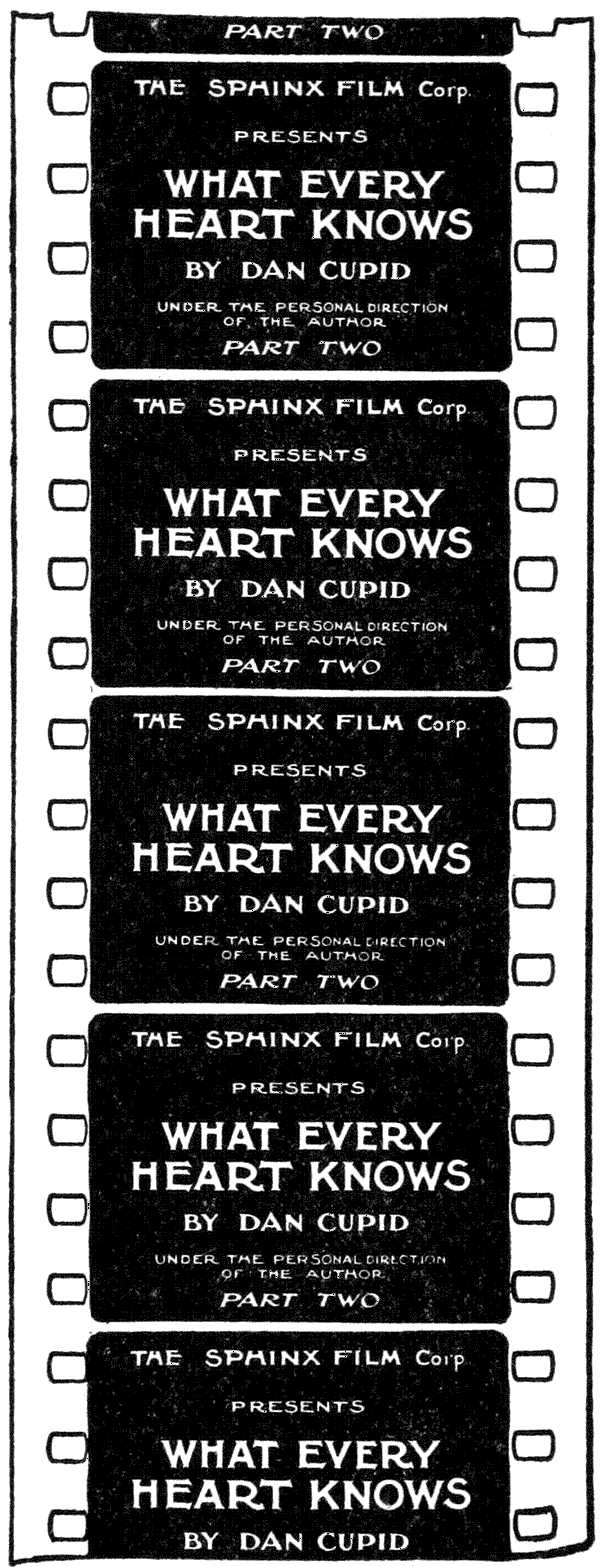 PART TWO
THE SPHINX FILM Corp.
PRESENTS
WHAT EVERY
HEART KNOWS
BY DAN CUPID
UNDER THE PERSONAL DIRECTION
OF THE AUTHOR
PART TWO
THE SPHINX FILM Corp.
PRESENTS
WHAT EVERY
HEART KNOWS
BY DAN CUPID
UNDER THE PERSONAL DIRECTION
OF THE AUTHOR
PART TWO
THE SPHINX FILM Corp.
PRESENTS
WHAT EVERY
HEART KNOWS
BY DAN CUPID
UNDER THE PERSONAL DIRECTION
OF THE AUTHOR
PART TWO
THE SPHINX FILM Corp
PRESENTS
WHAT EVERY
HEART KNOWS
BY DAN CUPID
UNDER THE PERSONAL DIRECTION
OF THE AUTHOR
PART TWO
THE SPHINX FILM Corp
PRESENTS
WHAT EVERY
HEART KNOWS
BY DAN CUPID